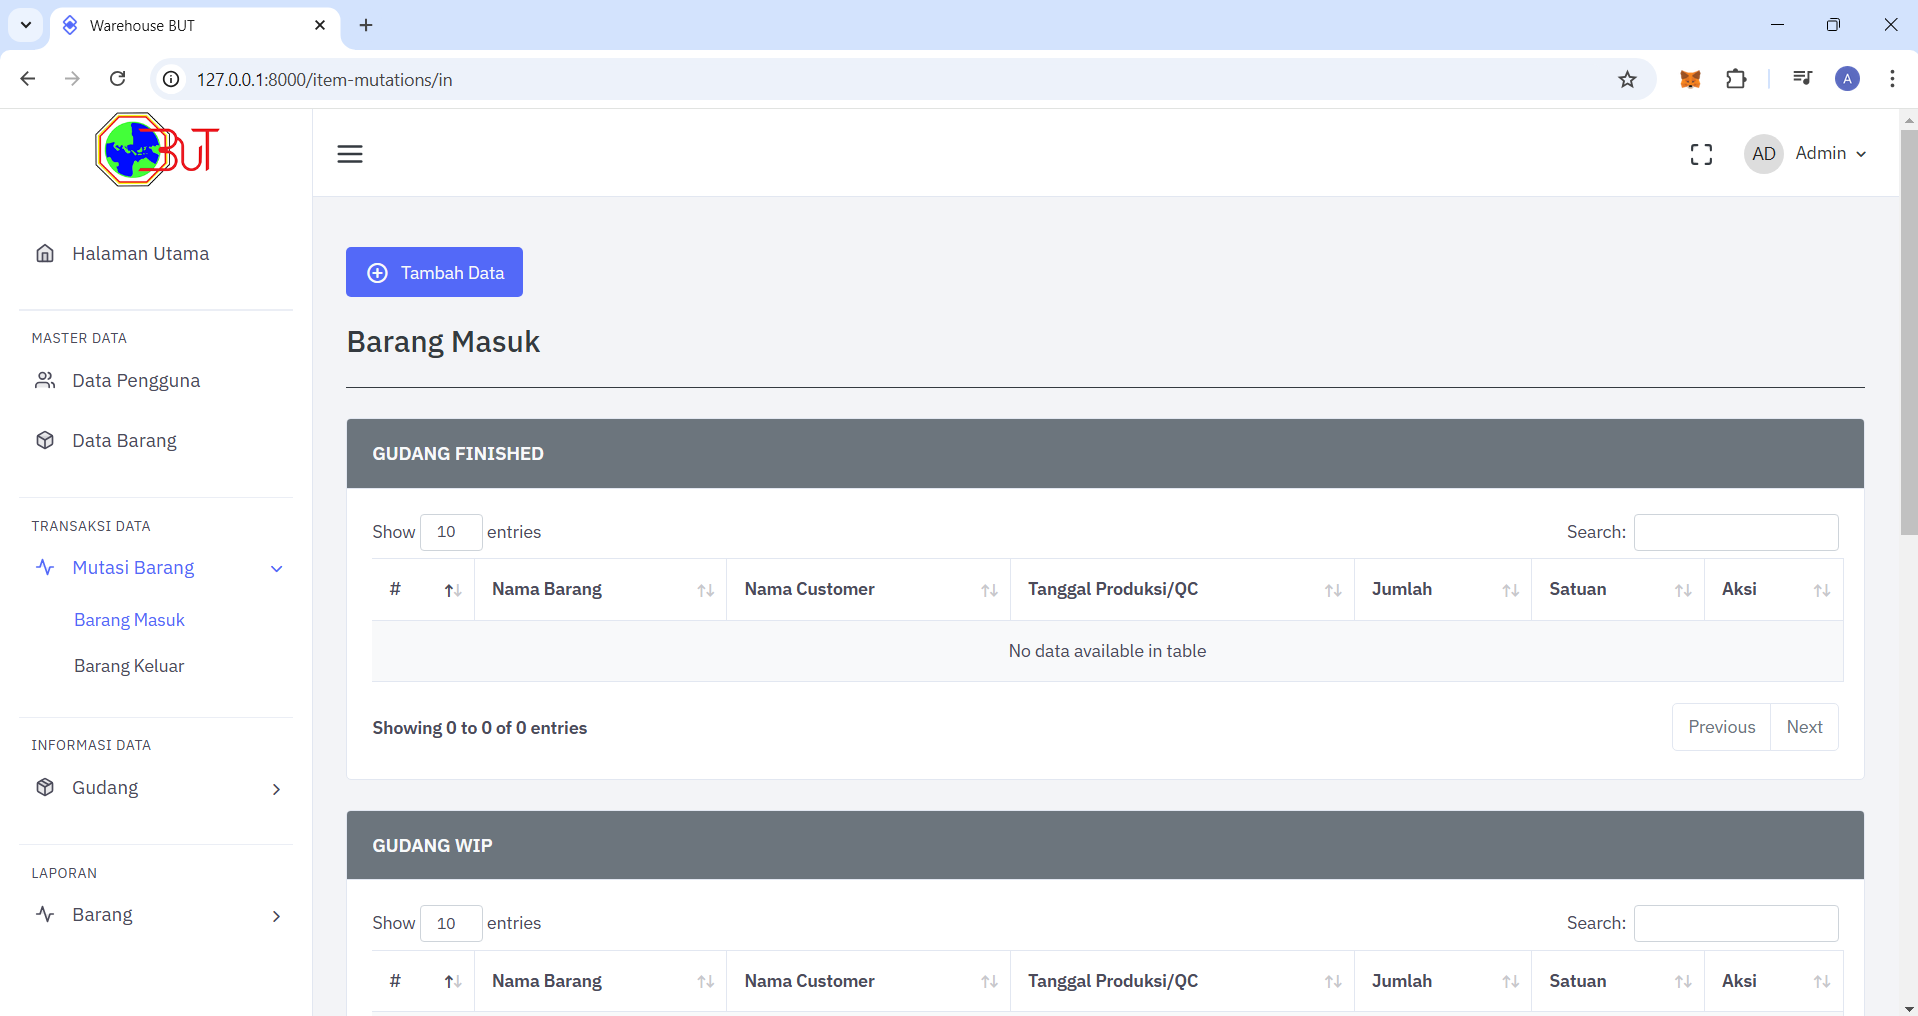 Warehouse BUT
127.0.0.1:8000/item-mutations/in
A
BUT
AD Admin
Halaman Utama
MASTER DATA
Data Pengguna
Data Barang
TRANSAKSI DATA
Mutasi Barang
Barang Masuk
Barang Keluar
INFORMASI DATA
Gudang
LAPORAN
Barang
Tambah Data
Barang Masuk
GUDANG FINISHED
Show 10 entries Search:
# Nama Barang Nama Customer Tanggal Produksi/QC Jumlah Satuan Aksi
No data available in table
Showing 0 to 0 of 0 entries Previous Next
GUDANG WIP
Show 10 entries Search:
# Nama Barang Nama Customer Tanggal Produksi/QC Jumlah Satuan Aksi